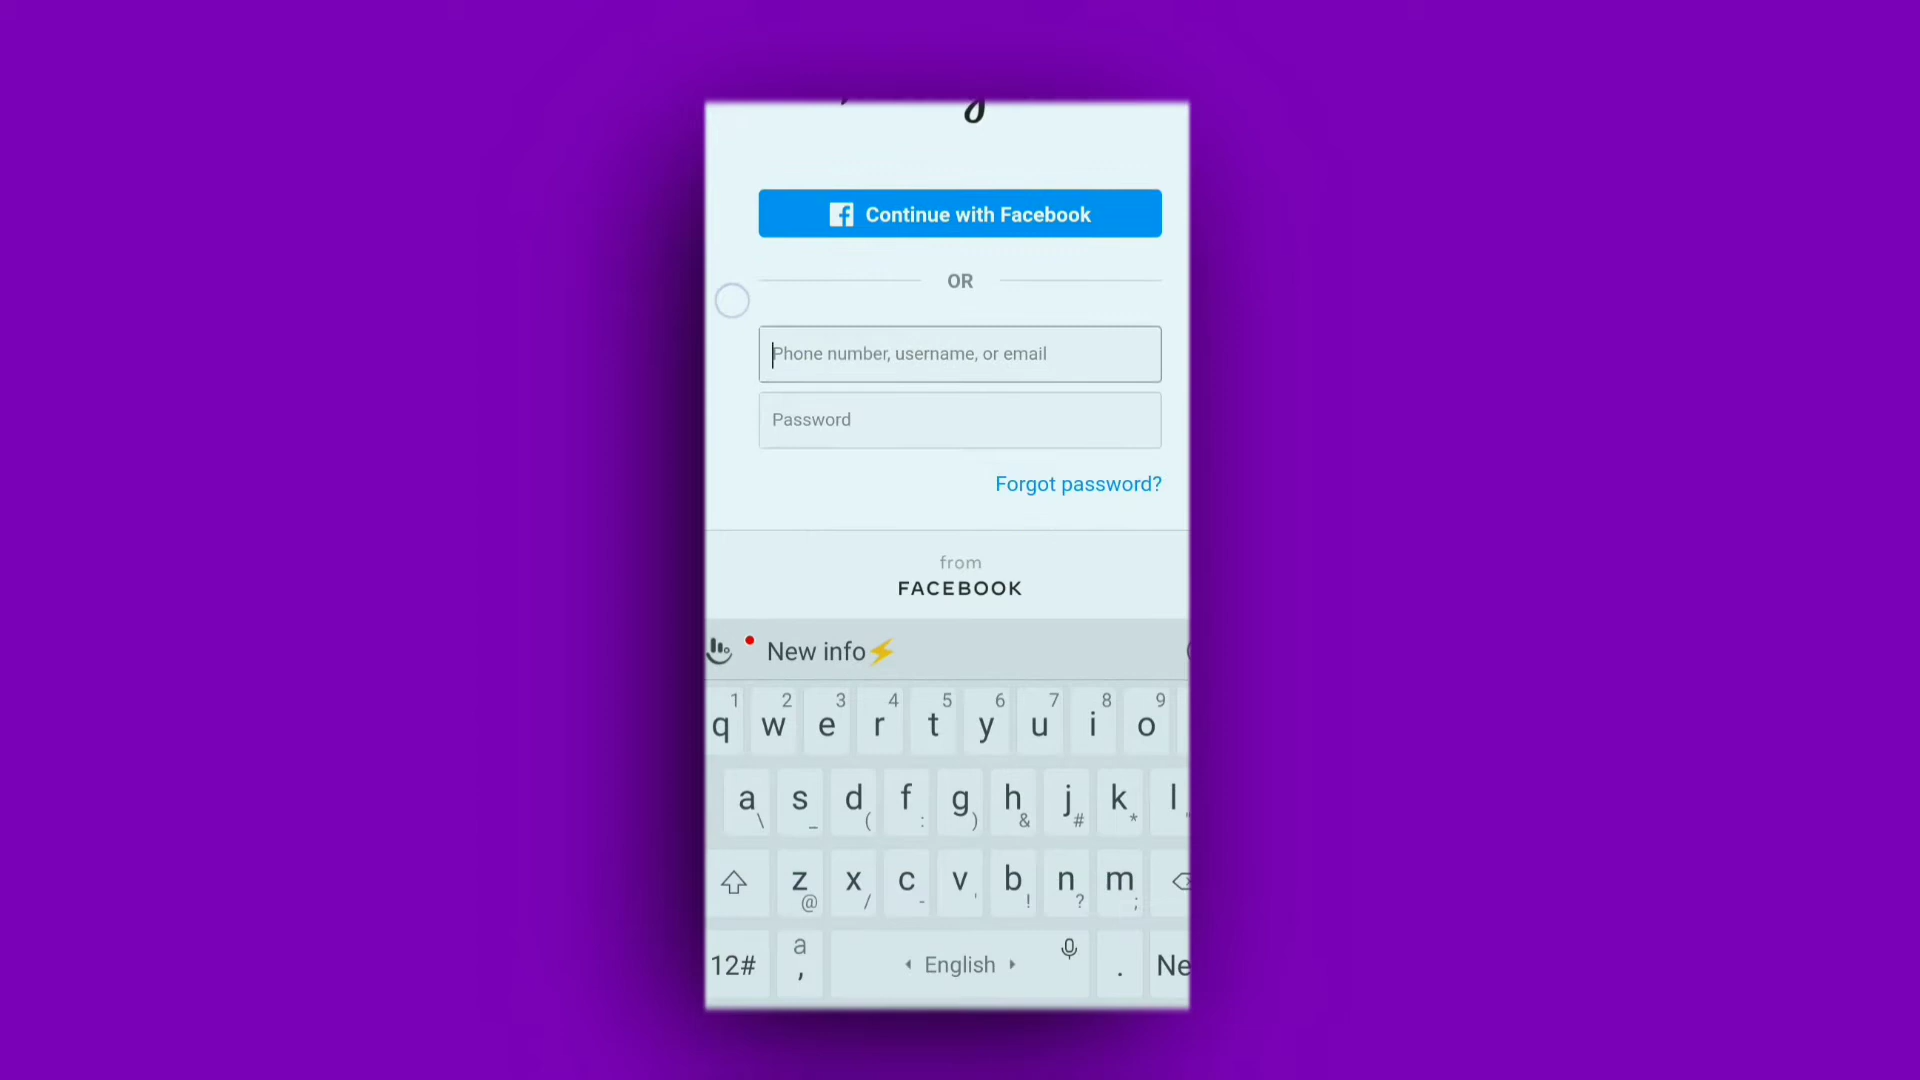 Continue with Facebook
OR
Phone number, username, or email
Password
Forgot password?
from
FACEBOOK
New info⚡
1 2 3 4 5 6 7 8 9
q w e r t y u i o
a s d f g h j k l
\ _ ( : ) & # *
z x c v b n m
@ / - ' ! ? ;
12# a , English . Ne